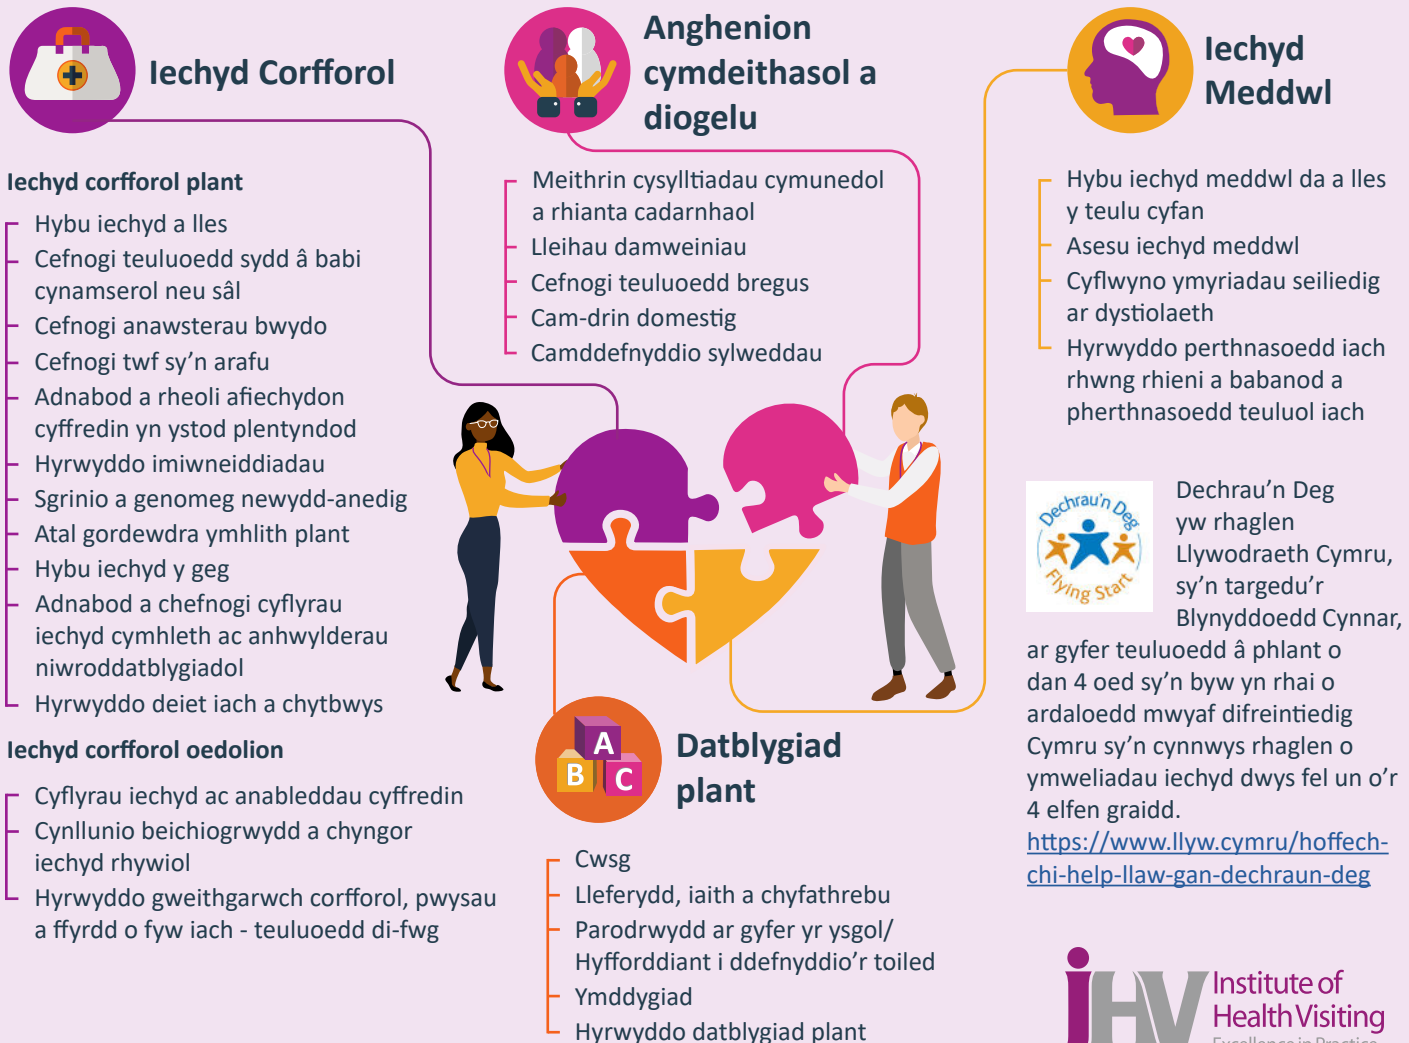 Iechyd Corfforol
Iechyd corfforol plant
Hybu iechyd a lles
Cefnogi teuluoedd sydd â babi
cynamserol neu sâl
Cefnogi anawsterau bwydo
Cefnogi twf sy’n arafu
Adnabod a rheoli afiechydon
cyffredin yn ystod plentyndod
Hyrwyddo imiwneiddiadau
Sgrinio a genomeg newydd-anedig
Atal gordewdra ymhlith plant
Hybu iechyd y geg
Adnabod a chefnogi cyflyrau
iechyd cymhleth ac anhwylderau
niwroddatblygiadol
Hyrwyddo deiet iach a chytbwys
Iechyd corfforol oedolion
Cyflyrau iechyd ac anableddau cyffredin
Cynllunio beichiogrwydd a chyngor
iechyd rhywiol
Hyrwyddo gweithgarwch corfforol, pwysau
a ffyrdd o fyw iach - teuluoedd di-fwg
Anghenion
cymdeithasol a
diogelu
Meithrin cysylltiadau cymunedol
a rhianta cadarnhaol
Lleihau damweiniau
Cefnogi teuluoedd bregus
Cam-drin domestig
Camddefnyddio sylweddau
A
B C
Datblygiad
plant
Cwsg
Lleferydd, iaith a chyfathrebu
Parodrwydd ar gyfer yr ysgol/
Hyfforddiant i ddefnyddio’r toiled
Ymddygiad
Hyrwyddo datblygiad plant
Iechyd
Meddwl
Hybu iechyd meddwl da a lles
y teulu cyfan
Asesu iechyd meddwl
Cyflwyno ymyriadau seiliedig
ar dystiolaeth
Hyrwyddo perthnasoedd iach
rhwng rhieni a babanod a
pherthnasoedd teuluol iach
Dechrau’n Deg
Flying Start
Dechrau’n Deg
yw rhaglen
Llywodraeth Cymru,
sy’n targedu’r
Blynyddoedd Cynnar,
ar gyfer teuluoedd â phlant o
dan 4 oed sy’n byw yn rhai o
ardaloedd mwyaf difreintiedig
Cymru sy’n cynnwys rhaglen o
ymweliadau iechyd dwys fel un o’r
4 elfen graidd.
https://www.llyw.cymru/hoffech-
chi-help-llaw-gan-dechraun-deg
iHV
Institute of
Health Visiting
Excellence in Practice